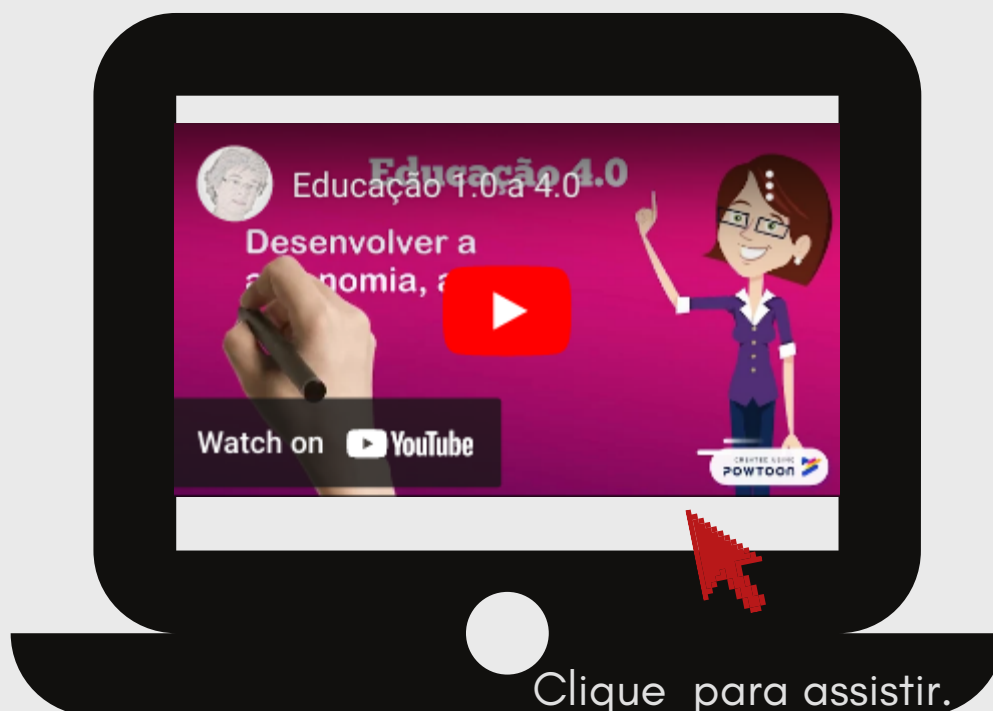 Educação 4.0
Educação 1.0 a 4.0
Desenvolver a
a
Watch on YouTube
CREATED USING
POWTOON
Clique para assistir.